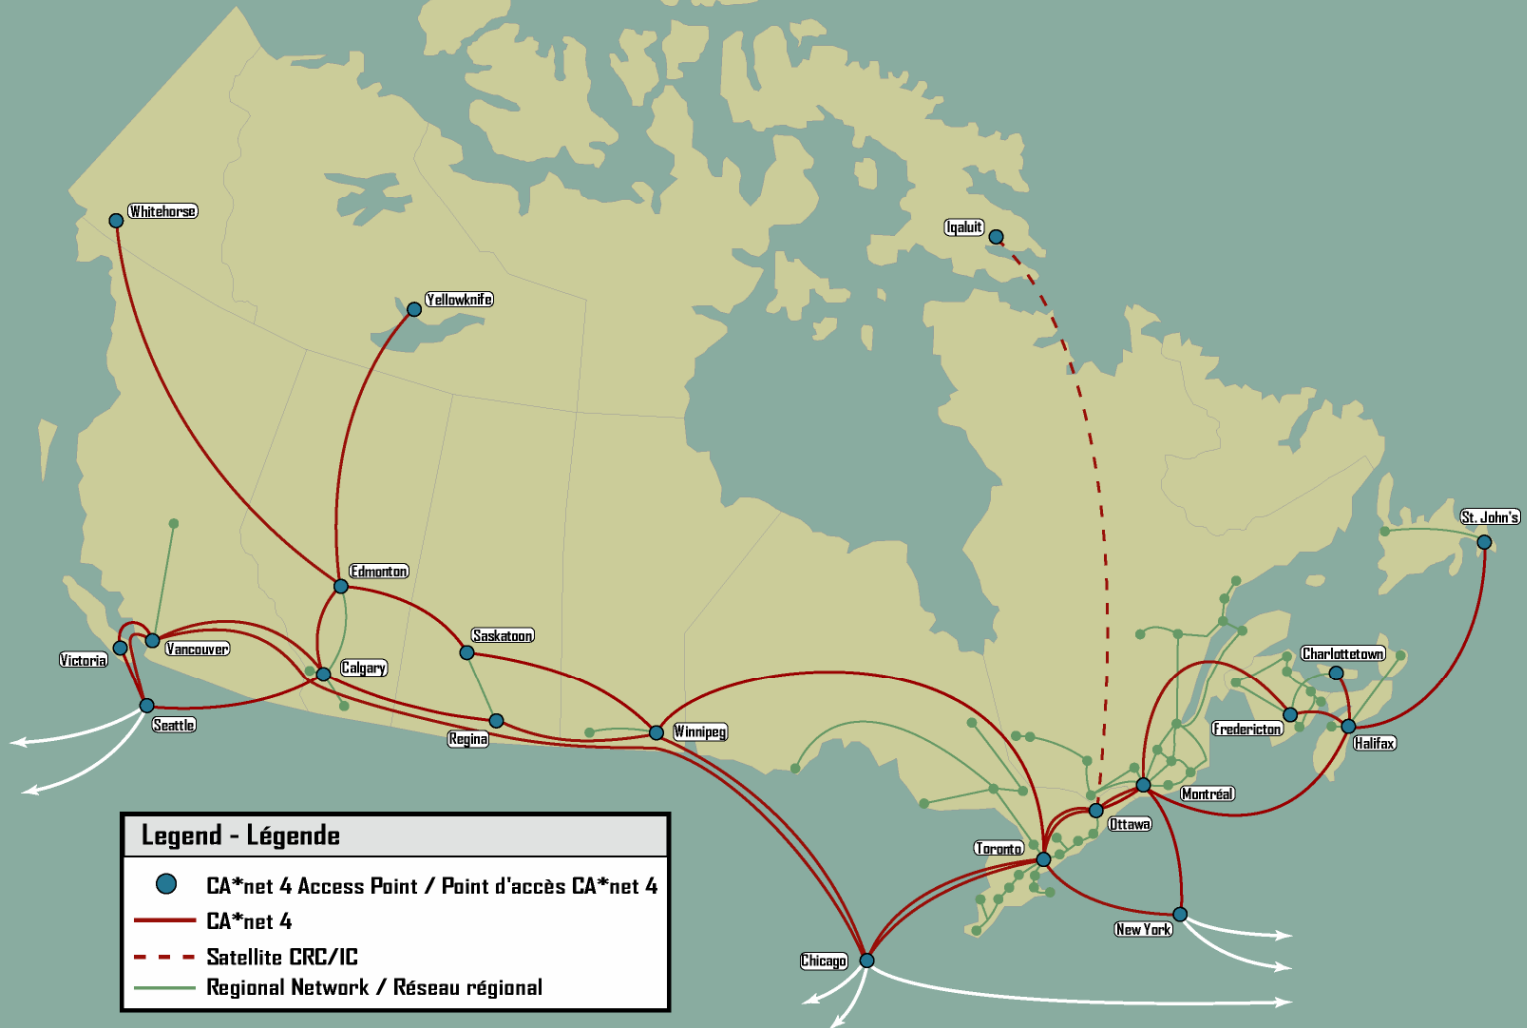 Whitehorse
Iqaluit
Yellowknife
St. John's
Edmonton
Saskatoon
Vancouver
Victoria
Charlottetown
Calgary
Seattle
Regina
Winnipeg
Fredericton
Halifax
Montréal
Ottawa
Toronto
New York
Chicago
Legend - Légende
CA*net 4 Access Point / Point d'accès CA*net 4
CA*net 4
Satellite CRC/IC
Regional Network / Réseau régional